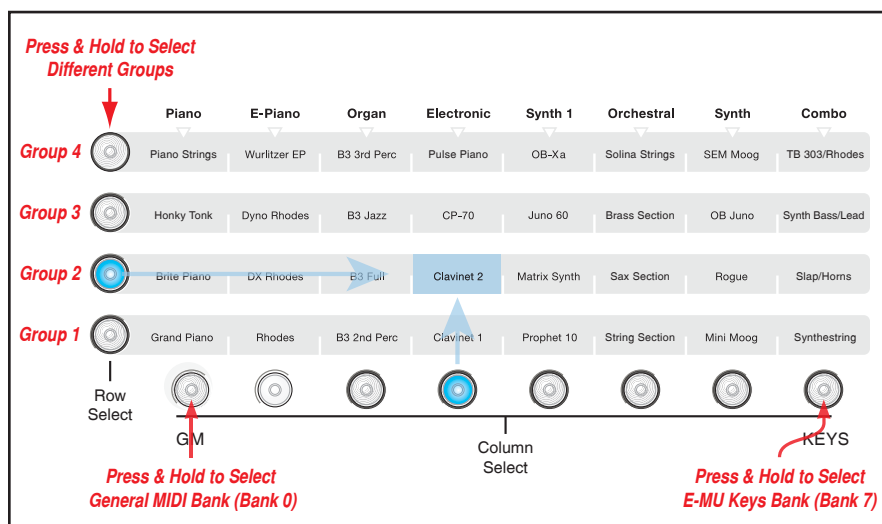 Press & Hold to Select
Different Groups
Piano E-Piano Organ Electronic Synth 1 Orchestral Synth Combo
Group 4 Piano Strings Wurlitzer EP B3 3rd Perc Pulse Piano OB-Xa Solina Strings SEM Moog TB 303/Rhodes
Group 3 Honky Tonk Dyno Rhodes B3 Jazz CP-70 Juno 60 Brass Section OB Juno Synth Bass/Lead
Group 2 Brite Piano DX Rhodes B3 Full Clavinet 2 Matrix Synth Sax Section Rogue Slap/Horns
Group 1 Grand Piano Rhodes B3 2nd Perc Clavinet 1 Prophet 10 String Section Mini Moog Synthestring
Row
Select
GM
Column
Select
KEYS
Press & Hold to Select
General MIDI Bank (Bank 0)
Press & Hold to Select
E-MU Keys Bank (Bank 7)